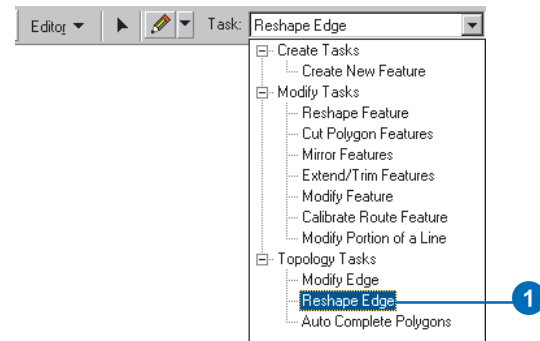 Editor Task: Reshape Edge
Create Tasks
Create New Feature
Modify Tasks
Reshape Feature
Cut Polygon Features
Mirror Features
Extend/Trim Features
Modify Feature
Calibrate Route Feature
Modify Portion of a Line
Topology Tasks
Modify Edge
Reshape Edge 1
Auto Complete Polygons